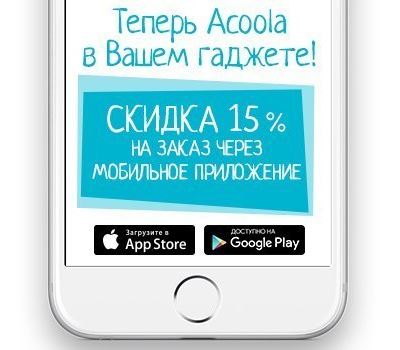 Теперь Acoola
в Вашем гаджете!
СКИДКА 15 %
НА ЗАКАЗ ЧЕРЕЗ
МОБИЛЬНОЕ ПРИЛОЖЕНИЕ
Загрузите в
App Store
ДОСТУПНО НА
Google Play